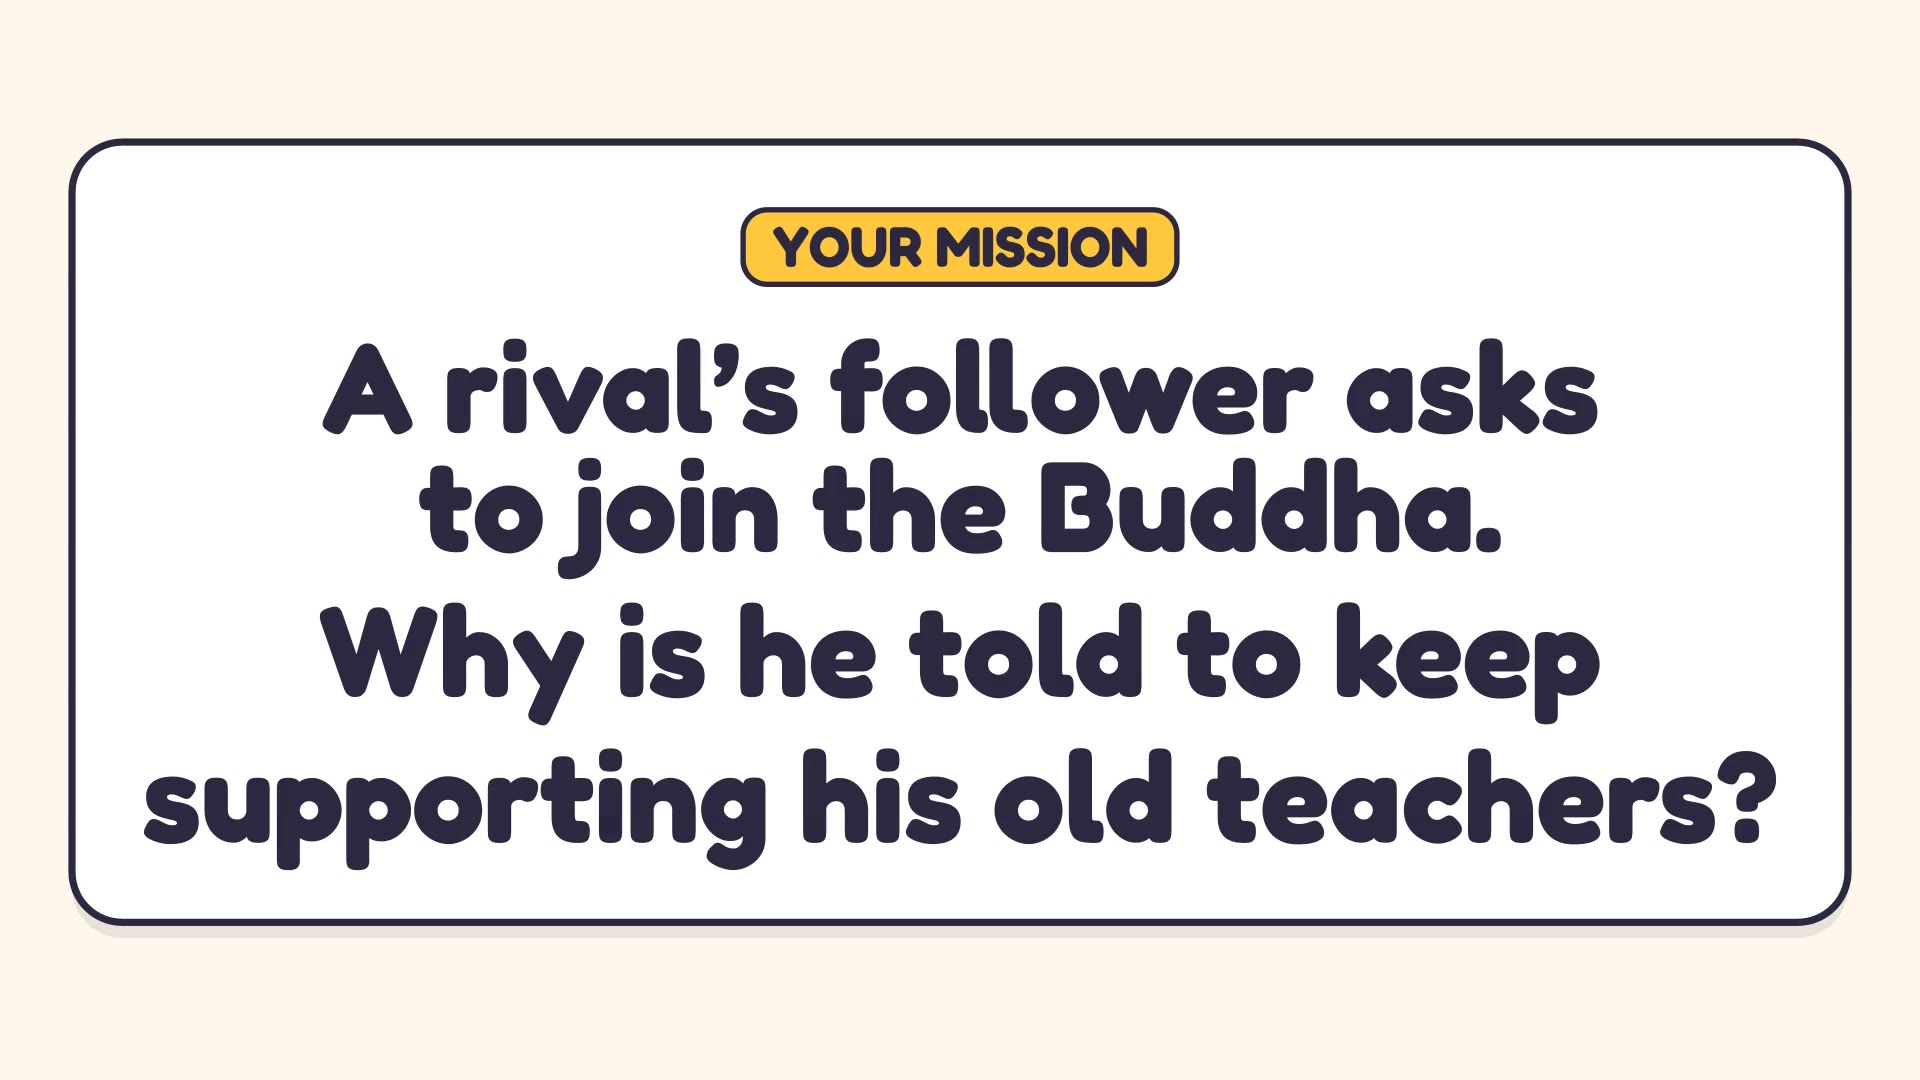 YOUR MISSION
A rival’s follower asks
to join the Buddha.
Why is he told to keep
supporting his old teachers?